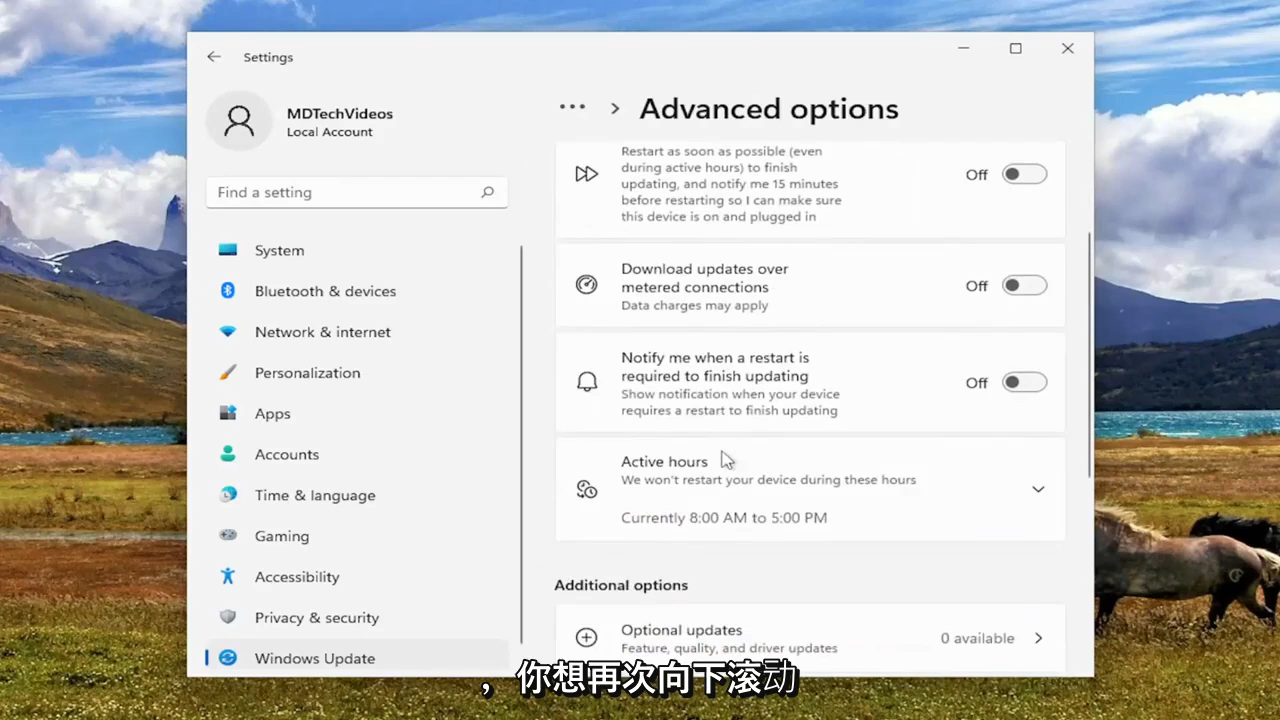 Settings
MDTechVideos
Local Account
Find a setting
System
Bluetooth & devices
Network & internet
Personalization
Apps
Accounts
Time & language
Gaming
Accessibility
Privacy & security
Windows Update
… > Advanced options
Restart as soon as possible (even
during active hours) to finish
updating, and notify me 15 minutes
before restarting so I can make sure
this device is on and plugged in
Off
Download updates over
metered connections
Data charges may apply
Off
Notify me when a restart is
required to finish updating
Show notification when your device
requires a restart to finish updating
Off
Active hours
We won't restart your device during these hours
Currently 8:00 AM to 5:00 PM
Additional options
Optional updates
Feature, quality, and driver updates
0 available
，你想再次向下滚动